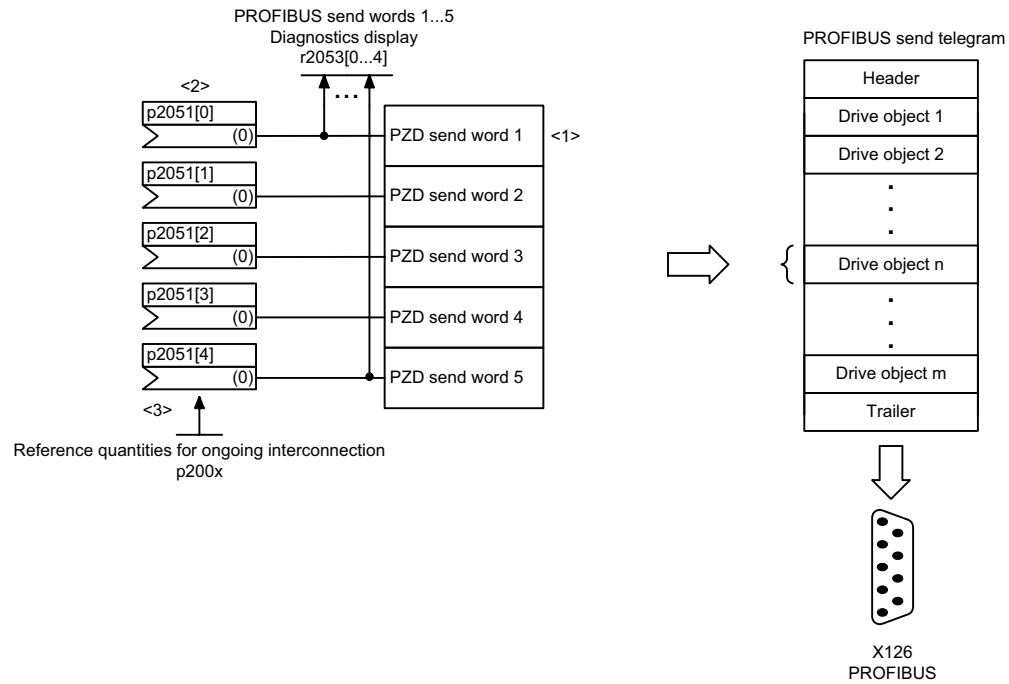 PROFIBUS send words 1...5
Diagnostics display
r2053[0...4]
...
<2>
p2051[0]
(0)
PZD send word 1
<1>
p2051[1]
(0)
PZD send word 2
p2051[2]
(0)
PZD send word 3
p2051[3]
(0)
PZD send word 4
p2051[4]
(0)
PZD send word 5
<3>
Reference quantities for ongoing interconnection
p200x
PROFIBUS send telegram
Header
Drive object 1
Drive object 2
.
.
.
Drive object n
.
.
.
Drive object m
Trailer
X126
PROFIBUS